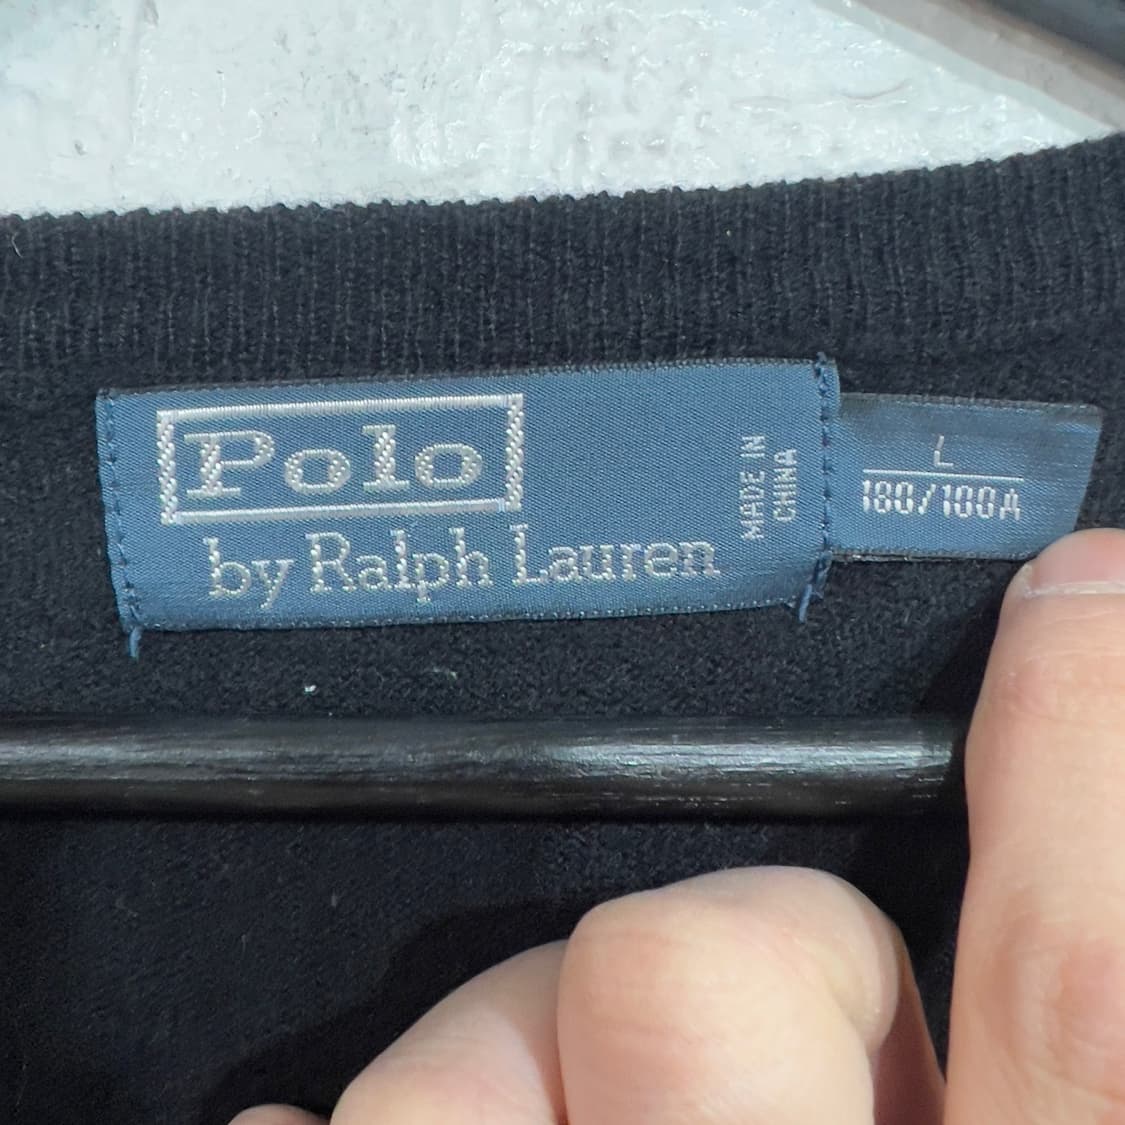 Polo
by Ralph Lauren
MADE IN
CHINA
L
180/100A